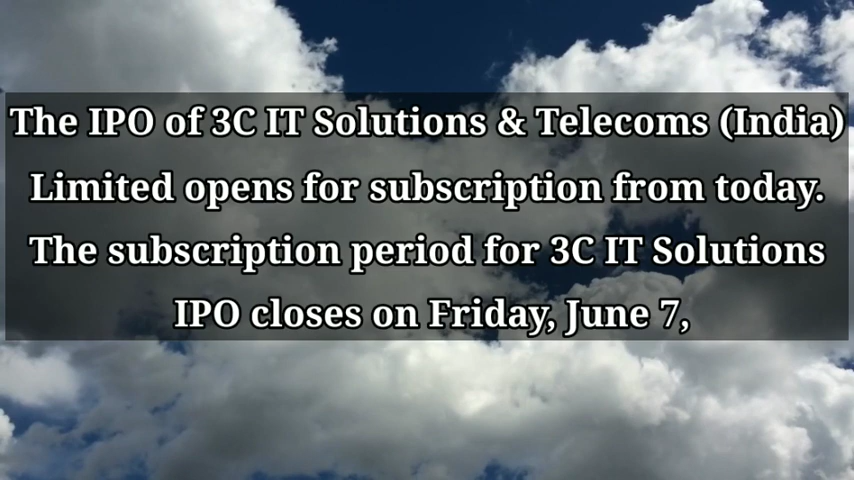 The IPO of 3C IT Solutions & Telecoms (India)
Limited opens for subscription from today.
The subscription period for 3C IT Solutions
IPO closes on Friday, June 7,